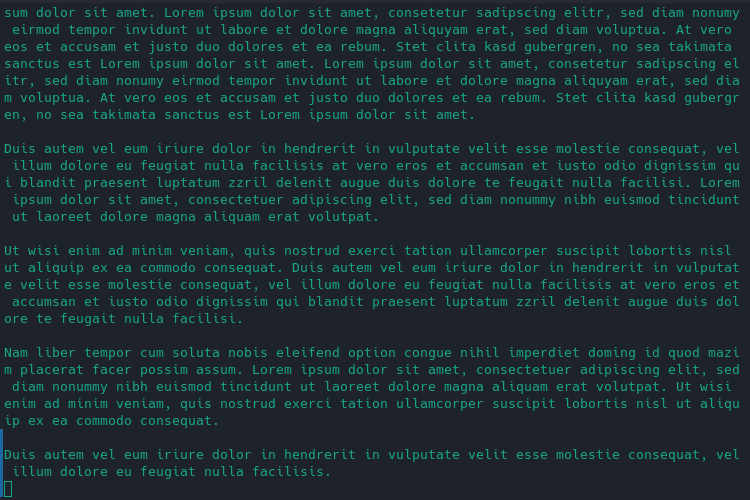 sum dolor sit amet. Lorem ipsum dolor sit amet, consetetur sadipscing elitr, sed diam nonumy
 eirmod tempor invidunt ut labore et dolore magna aliquyam erat, sed diam voluptua. At vero
eos et accusam et justo duo dolores et ea rebum. Stet clita kasd gubergren, no sea takimata
sanctus est Lorem ipsum dolor sit amet. Lorem ipsum dolor sit amet, consetetur sadipscing el
itr, sed diam nonumy eirmod tempor invidunt ut labore et dolore magna aliquyam erat, sed dia
m voluptua. At vero eos et accusam et justo duo dolores et ea rebum. Stet clita kasd gubergr
en, no sea takimata sanctus est Lorem ipsum dolor sit amet.

Duis autem vel eum iriure dolor in hendrerit in vulputate velit esse molestie consequat, vel
 illum dolore eu feugiat nulla facilisis at vero eros et accumsan et iusto odio dignissim qu
i blandit praesent luptatum zzril delenit augue duis dolore te feugait nulla facilisi. Lorem
 ipsum dolor sit amet, consectetuer adipiscing elit, sed diam nonummy nibh euismod tincidunt
 ut laoreet dolore magna aliquam erat volutpat.

Ut wisi enim ad minim veniam, quis nostrud exerci tation ullamcorper suscipit lobortis nisl
ut aliquip ex ea commodo consequat. Duis autem vel eum iriure dolor in hendrerit in vulputat
e velit esse molestie consequat, vel illum dolore eu feugiat nulla facilisis at vero eros et
 accumsan et iusto odio dignissim qui blandit praesent luptatum zzril delenit augue duis dol
ore te feugait nulla facilisi.

Nam liber tempor cum soluta nobis eleifend option congue nihil imperdiet doming id quod mazi
m placerat facer possim assum. Lorem ipsum dolor sit amet, consectetuer adipiscing elit, sed
 diam nonummy nibh euismod tincidunt ut laoreet dolore magna aliquam erat volutpat. Ut wisi
enim ad minim veniam, quis nostrud exerci tation ullamcorper suscipit lobortis nisl ut aliqu
ip ex ea commodo consequat.

Duis autem vel eum iriure dolor in hendrerit in vulputate velit esse molestie consequat, vel
 illum dolore eu feugiat nulla facilisis.